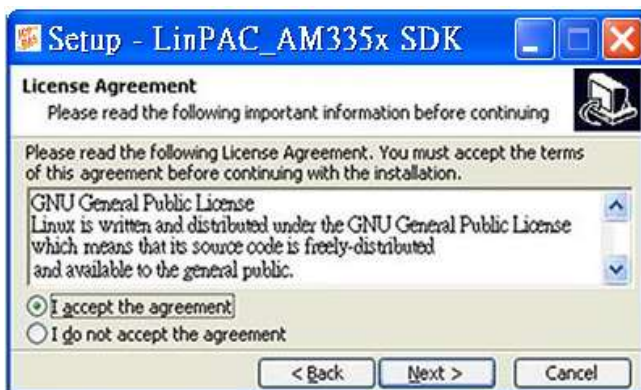 Setup - LinPAC_AM335x SDK
License Agreement
Please read the following important information before continuing
Please read the following License Agreement. You must accept the terms
of this agreement before continuing with the installation.
GNU General Public License
Linux is written and distributed under the GNU General Public License
which means that its source code is freely-distributed
and available to the general public.
I accept the agreement
I do not accept the agreement
< Back
Next >
Cancel